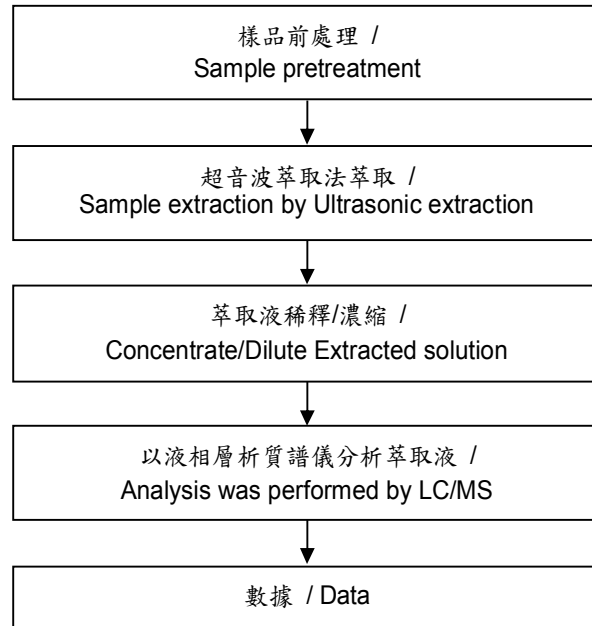 樣品前處理 /
Sample pretreatment
超音波萃取法萃取 /
Sample extraction by Ultrasonic extraction
萃取液稀釋/濃縮 /
Concentrate/Dilute Extracted solution
以液相層析質譜儀分析萃取液 /
Analysis was performed by LC/MS
數據 / Data